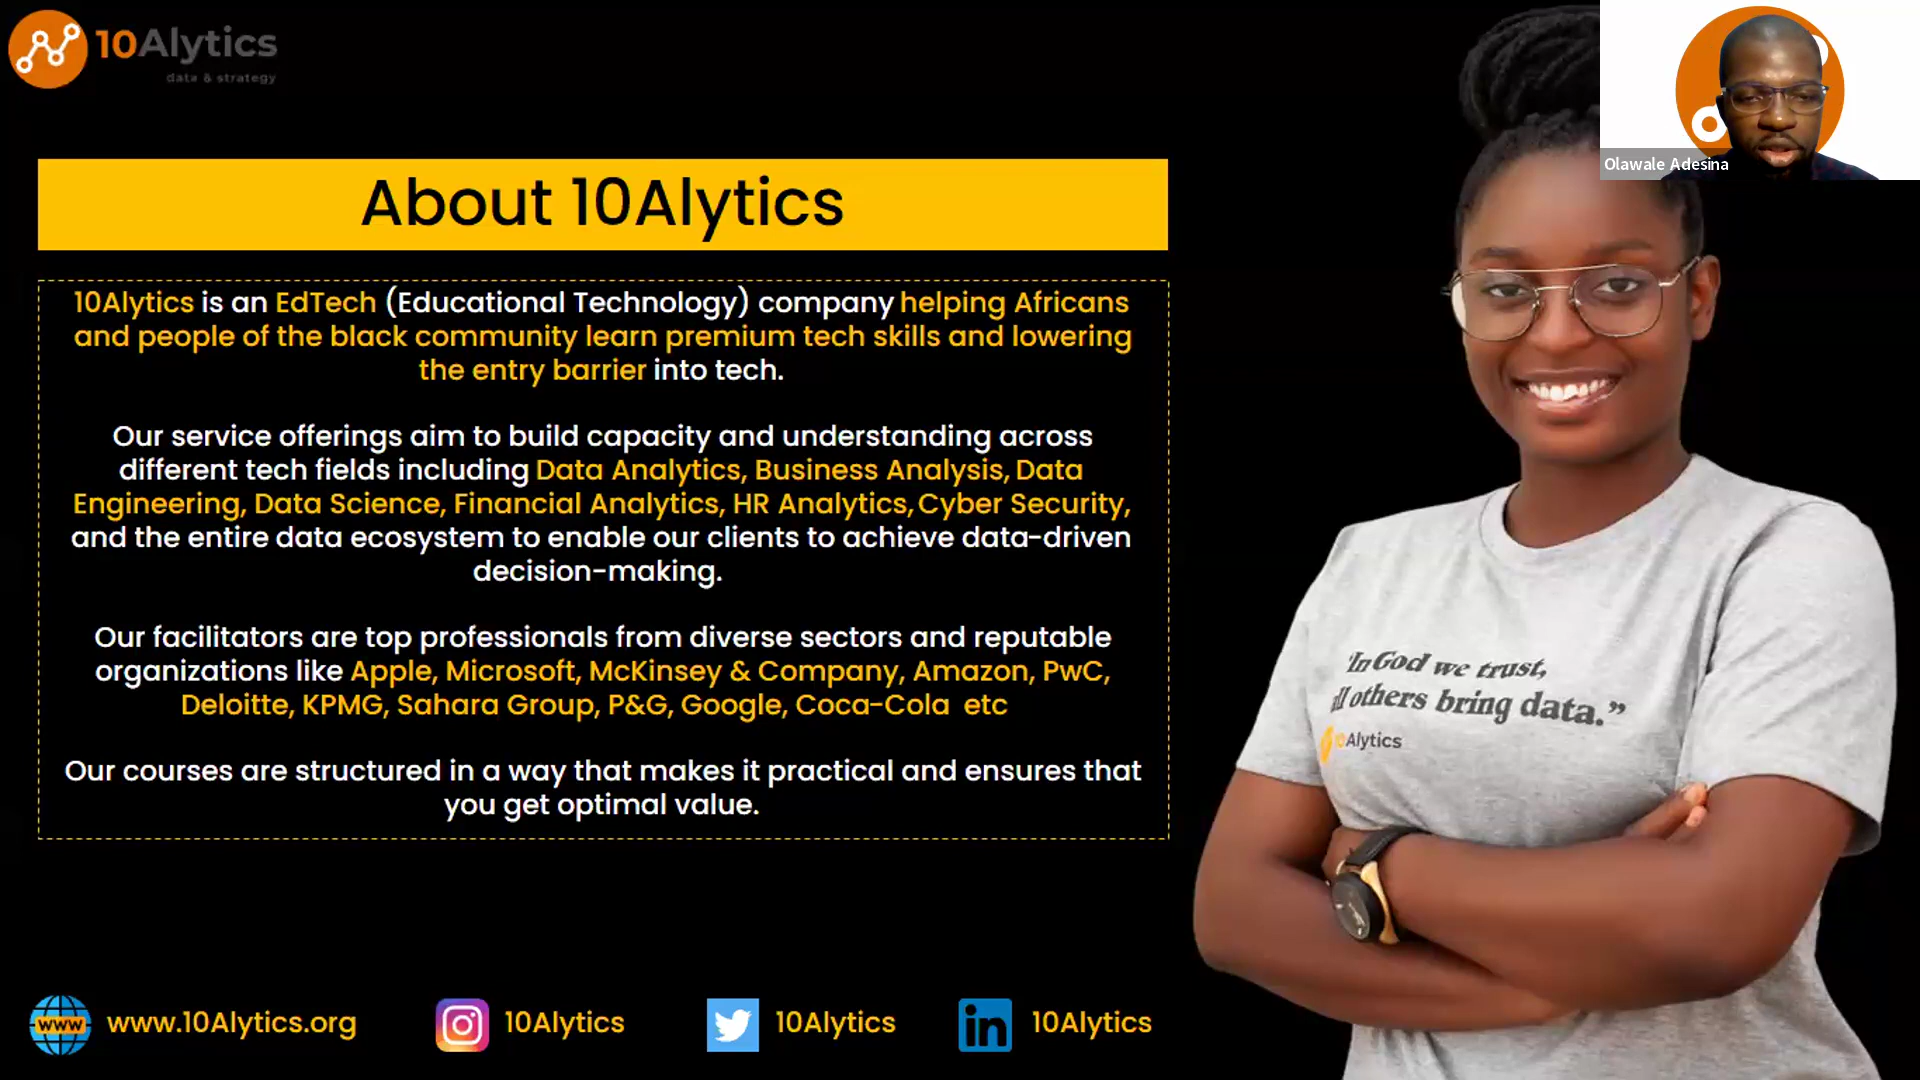 10Alytics
data & strategy
Olawale Adesina
About 10Alytics
10Alytics is an EdTech (Educational Technology) company helping Africans
and people of the black community learn premium tech skills and lowering
the entry barrier into tech.
Our service offerings aim to build capacity and understanding across
different tech fields including Data Analytics, Business Analysis, Data
Engineering, Data Science, Financial Analytics, HR Analytics, Cyber Security,
and the entire data ecosystem to enable our clients to achieve data-driven
decision-making.
Our facilitators are top professionals from diverse sectors and reputable
organizations like Apple, Microsoft, McKinsey & Company, Amazon, PwC,
Deloitte, KPMG, Sahara Group, P&G, Google, Coca-Cola etc
Our courses are structured in a way that makes it practical and ensures that
you get optimal value.
"In God we trust,
all others bring data."
10Alytics
www
www.10Alytics.org
10Alytics
10Alytics
in
10Alytics